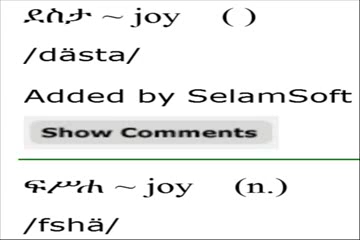 ደስታ ~ joy ( )
/dästa/
Added by SelamSoft
Show Comments
ፍሥሐ ~ joy (n.)
/fshä/